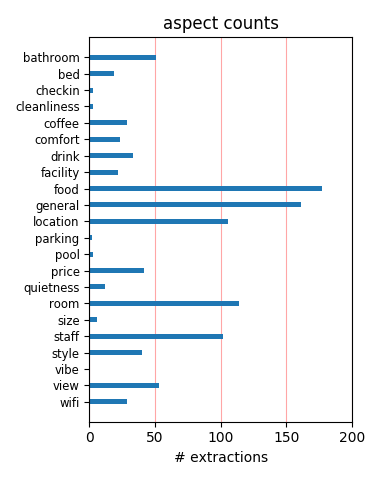 aspect counts
bathroom
bed
checkin
cleanliness
coffee
comfort
drink
facility
food
general
location
parking
pool
price
quietness
room
size
staff
style
vibe
view
wifi
0 50 100 150 200
# extractions